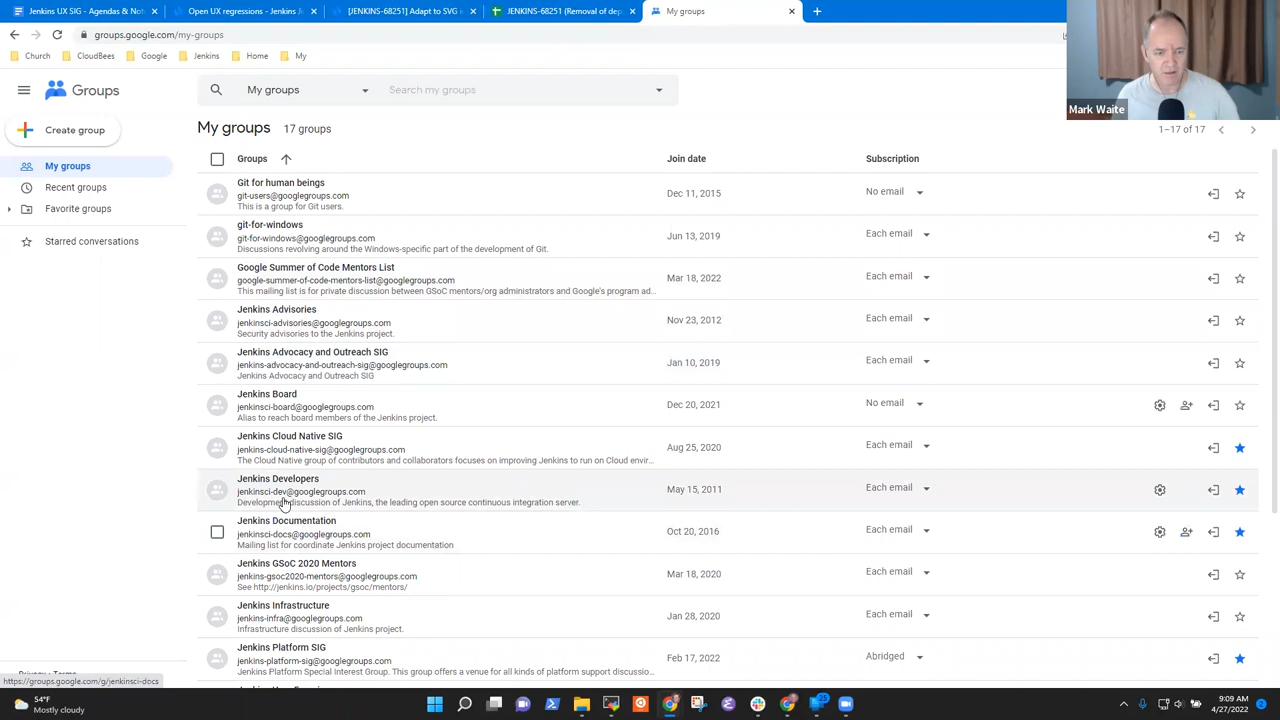 Jenkins UX SIG - Agendas & Not
Open UX regressions - Jenkins J
[JENKINS-68251] Adapt to SVG i
JENKINS-68251 (Removal of dep
My groups
groups.google.com/my-groups
Church
CloudBees
Google
Jenkins
Home
My
Mark Waite
Groups
My groups
Search my groups
Create group
My groups
17 groups
1–17 of 17
My groups
Recent groups
Favorite groups
Starred conversations
Groups
Join date
Subscription
Git for human beings
git-users@googlegroups.com
This is a group for Git users.
Dec 11, 2015
No email
git-for-windows
git-for-windows@googlegroups.com
Discussions revolving around the Windows-specific part of the development of Git.
Jun 13, 2019
Each email
Google Summer of Code Mentors List
google-summer-of-code-mentors-list@googlegroups.com
This mailing list is for private discussion between GSoC mentors/org administrators and Google's program ad...
Mar 18, 2022
Each email
Jenkins Advisories
jenkinsci-advisories@googlegroups.com
Security advisories to the Jenkins project.
Nov 23, 2012
Each email
Jenkins Advocacy and Outreach SIG
jenkins-advocacy-and-outreach-sig@googlegroups.com
Jenkins Advocacy and Outreach SIG
Jan 10, 2019
Each email
Jenkins Board
jenkinsci-board@googlegroups.com
Alias to reach board members of the Jenkins project.
Dec 20, 2021
No email
Jenkins Cloud Native SIG
jenkins-cloud-native-sig@googlegroups.com
The Cloud Native group of contributors and collaborators focuses on improving Jenkins to run on Cloud envir...
Aug 25, 2020
Each email
Jenkins Developers
jenkinsci-dev@googlegroups.com
Development discussion of Jenkins, the leading open source continuous integration server.
May 15, 2011
Each email
Jenkins Documentation
jenkinsci-docs@googlegroups.com
Mailing list for coordinate Jenkins project documentation
Oct 20, 2016
Each email
Jenkins GSoC 2020 Mentors
jenkins-gsoc2020-mentors@googlegroups.com
See http://jenkins.io/projects/gsoc/mentors/
Mar 18, 2020
Each email
Jenkins Infrastructure
jenkins-infra@googlegroups.com
Infrastructure discussion of Jenkins project.
Jan 28, 2020
Each email
Jenkins Platform SIG
jenkins-platform-sig@googlegroups.com
Jenkins Platform Special Interest Group. This group offers a venue for all kinds of platform support discussio...
Feb 17, 2022
Abridged
https://groups.google.com/g/jenkinsci-docs
54°F
Mostly cloudy
25
9:09 AM
4/27/2022